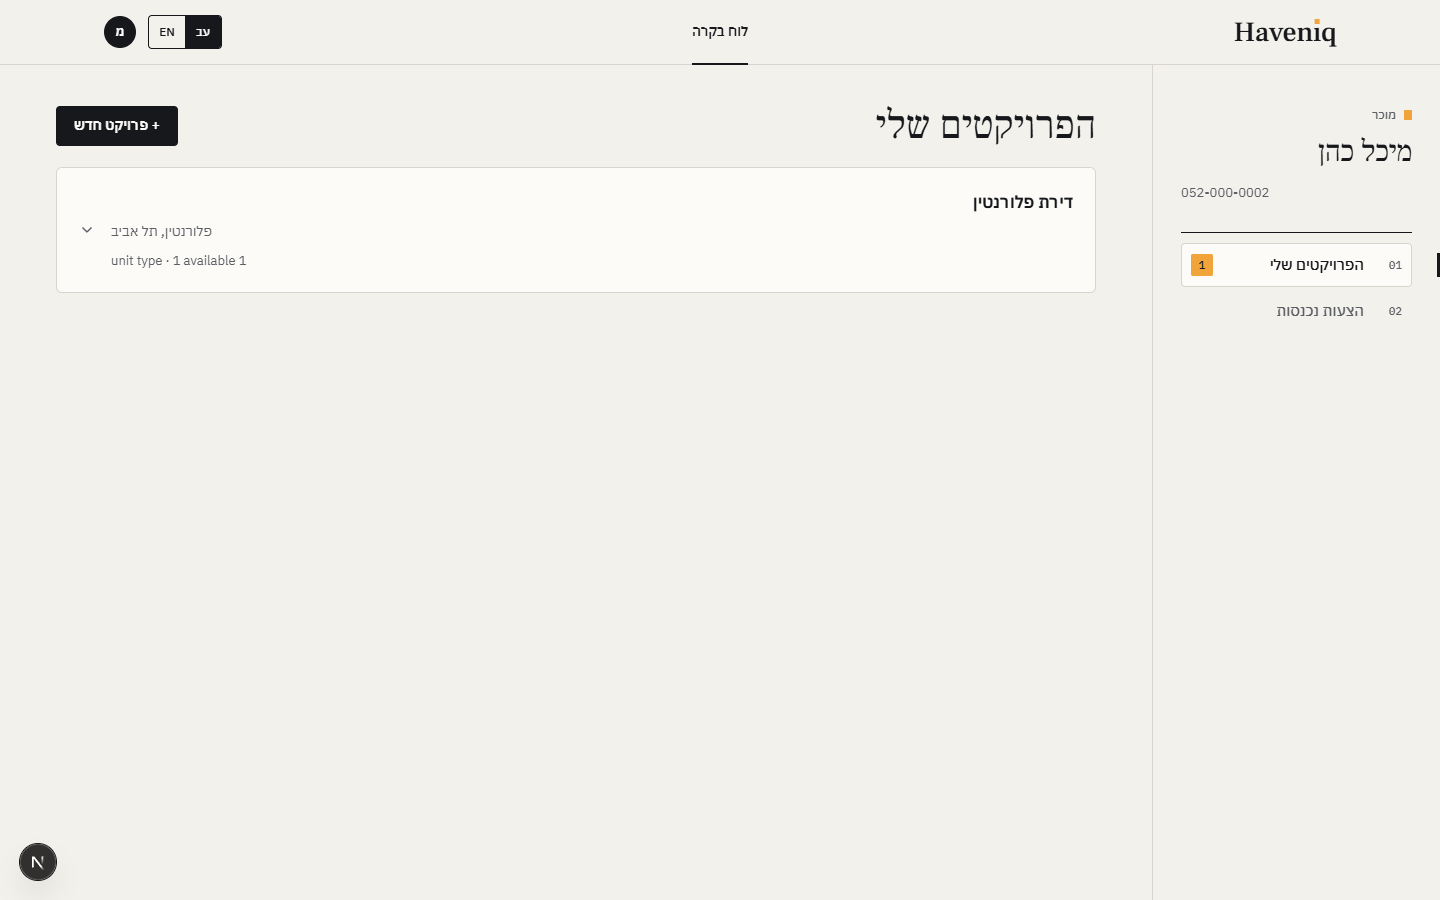 Haveniq
לוח בקרה
עב
EN
מ
מוכר
מיכל כהן
052-000-0002
01 הפרויקטים שלי 1
02 הצעות נכנסות
הפרויקטים שלי
+ פרויקט חדש
דירת פלורנטין
פלורנטין, תל אביב
unit type · 1 available 1
N